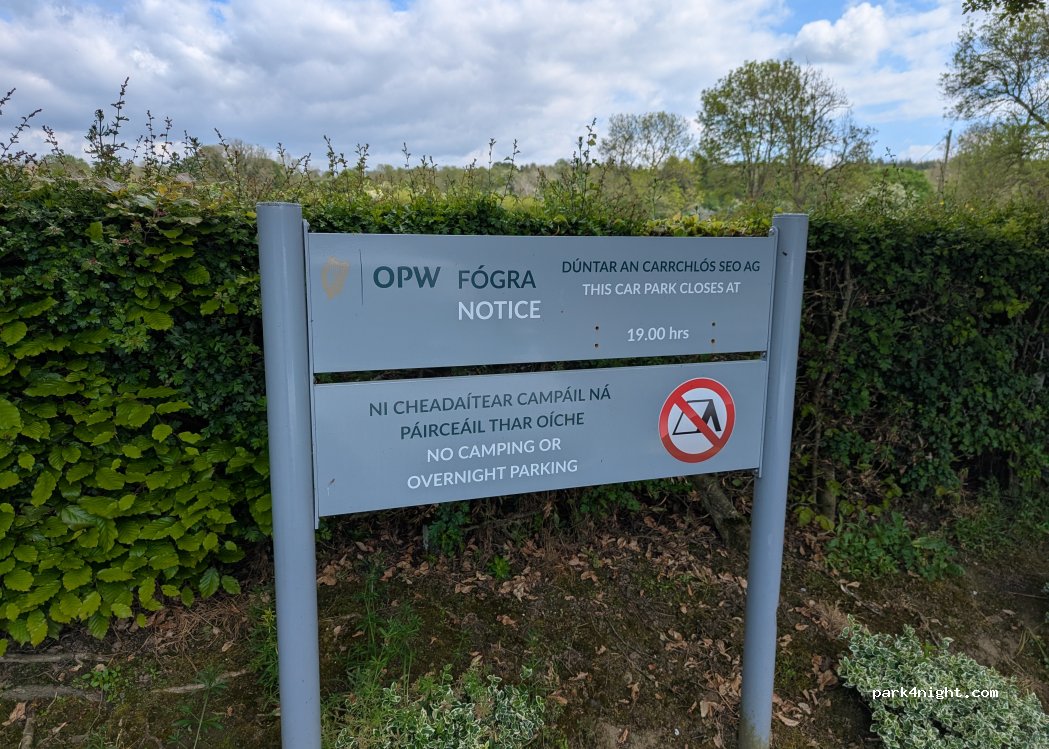 OPW
FÓGRA
NOTICE
DÚNTAR AN CARRCHLÓS SEO AG
THIS CAR PARK CLOSES AT
19.00 hrs
NI CHEADAÍTEAR CAMPÁIL NÁ
PÁIRCEÁIL THAR OÍCHE
NO CAMPING OR
OVERNIGHT PARKING
park4night.com